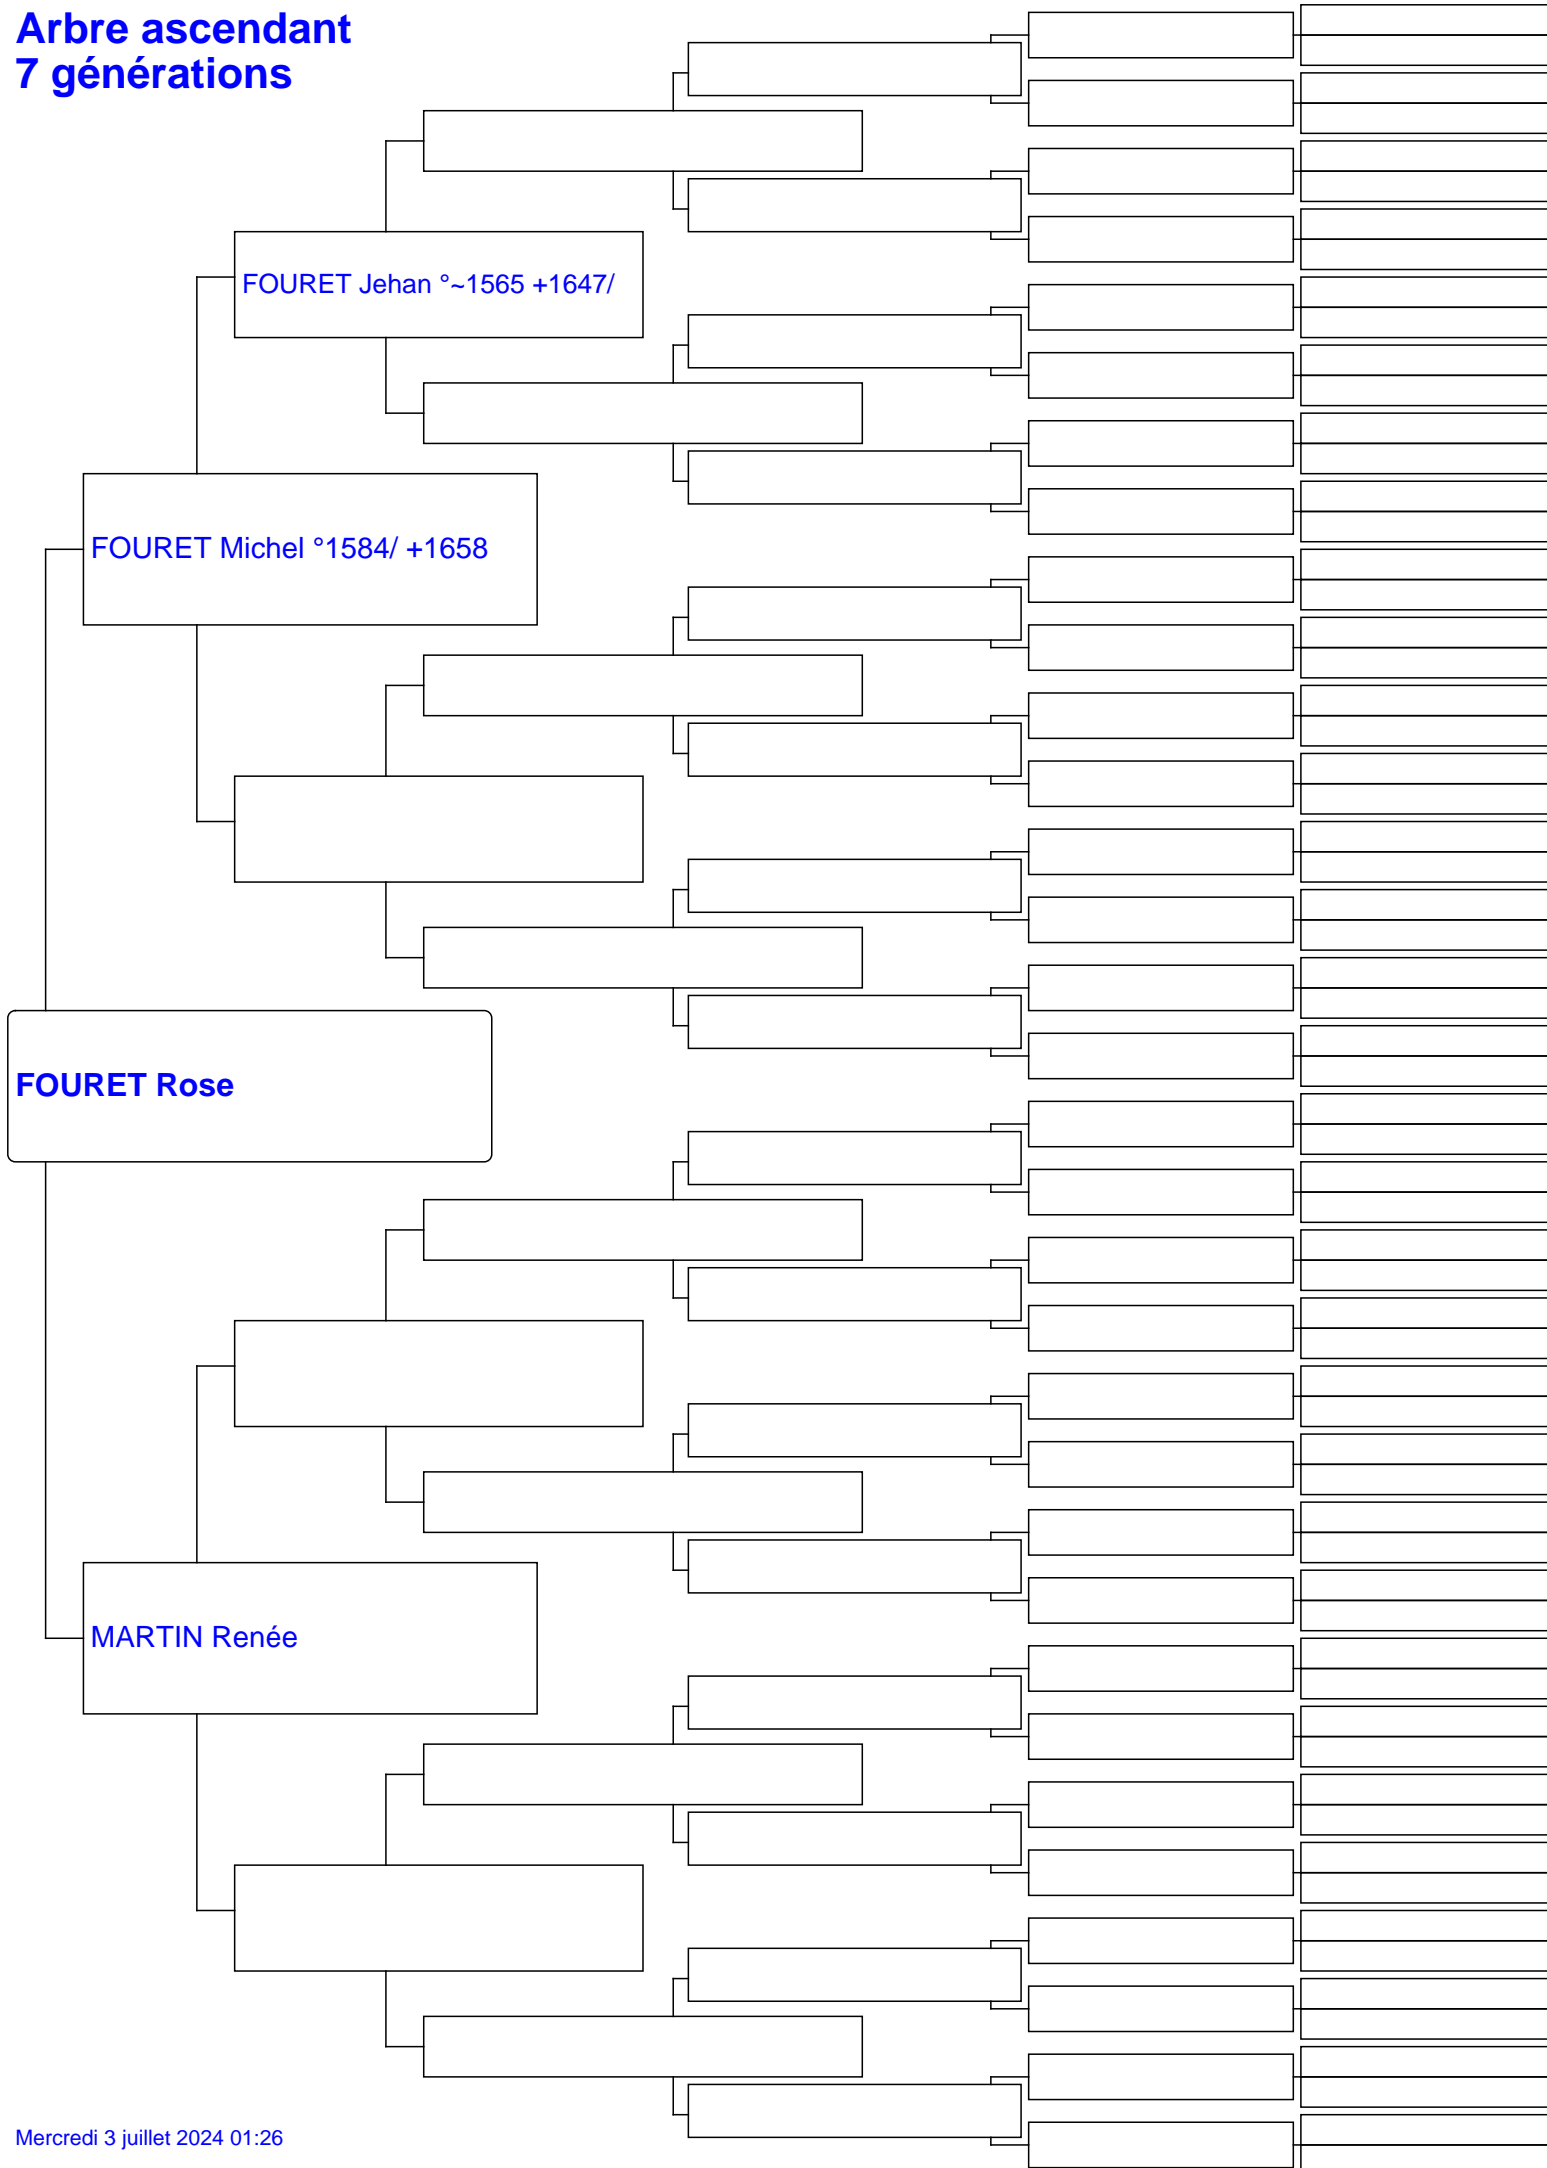 Arbre ascendant
7 générations
FOURET Jehan °~1565 +1647/
FOURET Michel °1584/ +1658
FOURET Rose
MARTIN Renée
Mercredi 3 juillet 2024 01:26